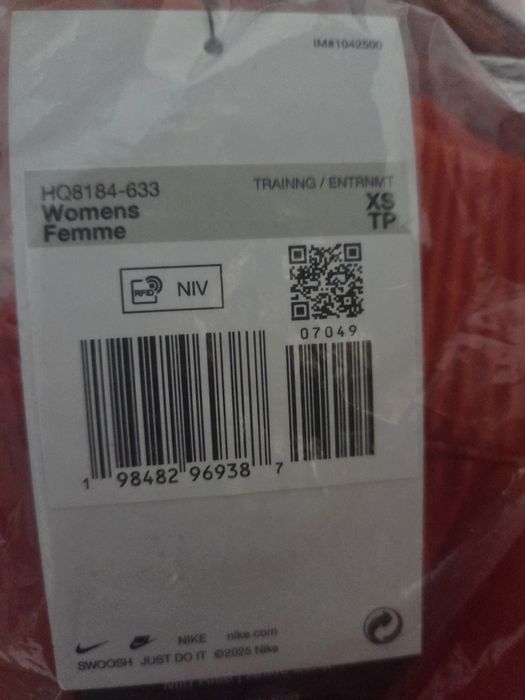 IM#1042500
HQ8184-633
TRAINNG / ENTRNMT
Womens
XS
Femme
TP
RFID NIV
07049
1 98482 96938 7
NIKE nike.com
SWOOSH JUST DO IT ©2025 Nike